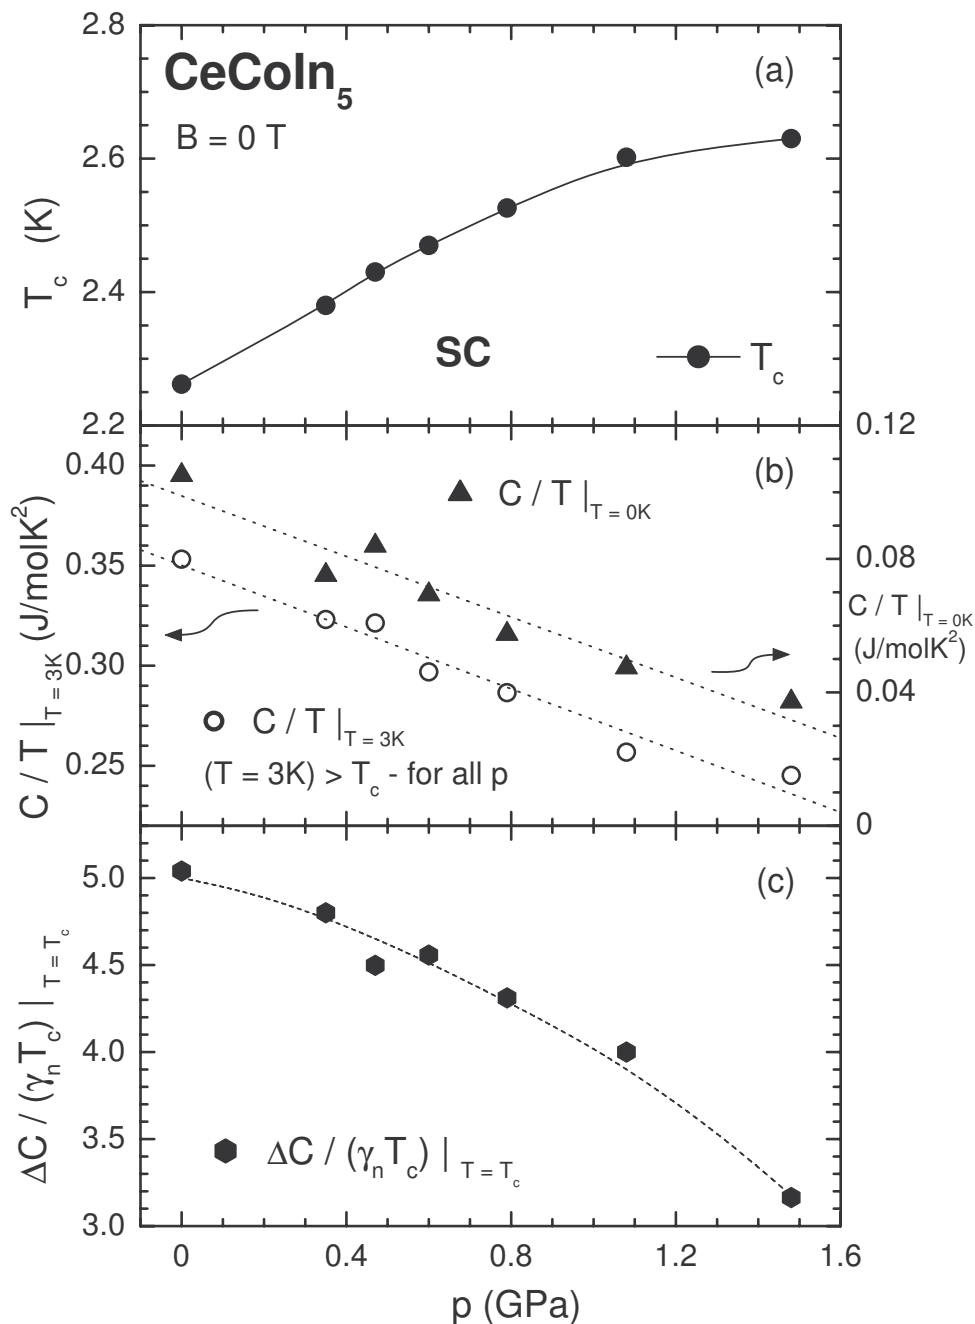 2.8
CeCoIn5
(a)
B = 0 T
2.6
Tc (K)
2.4
SC
Tc
2.2
0.12
0.40
(b)
C / T |T = 0K
C / T |T = 3K (J/molK2)
0.35
0.08
C / T |T = 0K
(J/molK2)
0.30
0.04
C / T |T = 3K
0.25
(T = 3K) > Tc - for all p
0
5.0
(c)
ΔC / (γnTc) | T = Tc
4.5
4.0
3.5
ΔC / (γnTc) | T = Tc
3.0
0 0.4 0.8 1.2 1.6
p (GPa)